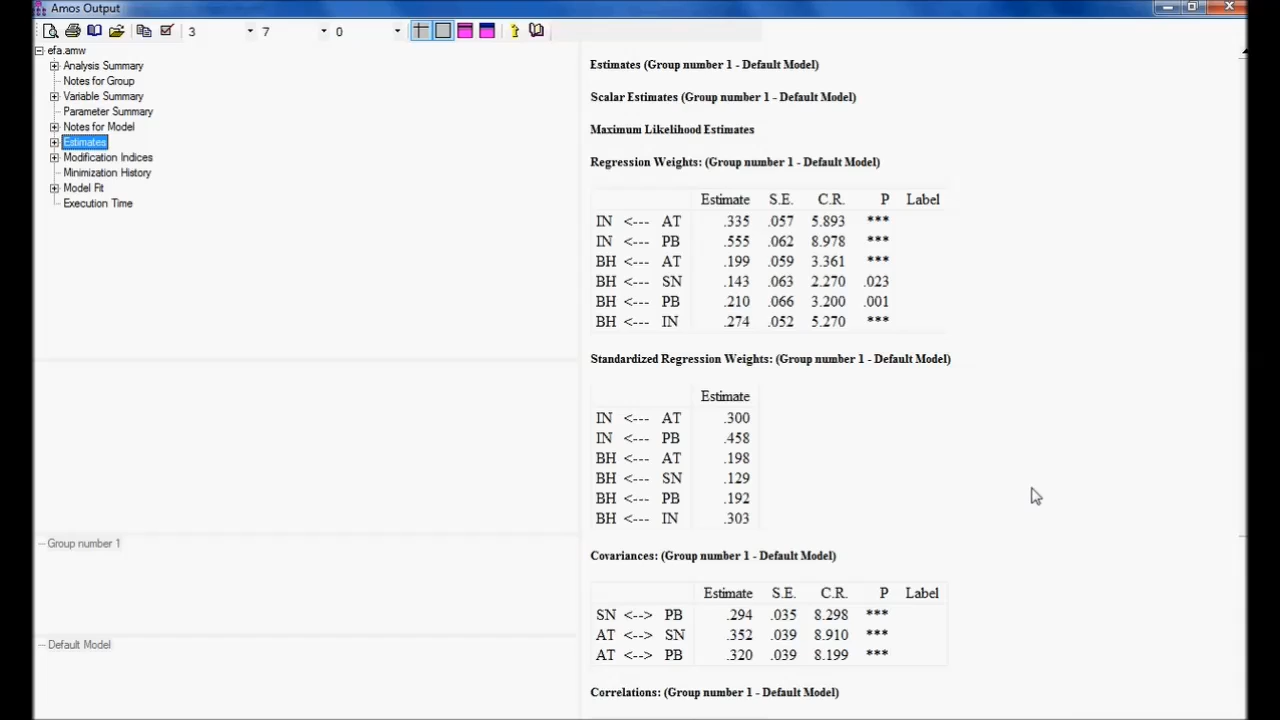 Amos Output
3 7 0
efa.amw
Analysis Summary
Notes for Group
Variable Summary
Parameter Summary
Notes for Model
Estimates
Modification Indices
Minimization History
Model Fit
Execution Time
Group number 1
Default Model
Estimates (Group number 1 - Default Model)
Scalar Estimates (Group number 1 - Default Model)
Maximum Likelihood Estimates
Regression Weights: (Group number 1 - Default Model)
Estimate S.E. C.R. P Label
IN <--- AT .335 .057 5.893 ***
IN <--- PB .555 .062 8.978 ***
BH <--- AT .199 .059 3.361 ***
BH <--- SN .143 .063 2.270 .023
BH <--- PB .210 .066 3.200 .001
BH <--- IN .274 .052 5.270 ***
Standardized Regression Weights: (Group number 1 - Default Model)
Estimate
IN <--- AT .300
IN <--- PB .458
BH <--- AT .198
BH <--- SN .129
BH <--- PB .192
BH <--- IN .303
Covariances: (Group number 1 - Default Model)
Estimate S.E. C.R. P Label
SN <--> PB .294 .035 8.298 ***
AT <--> SN .352 .039 8.910 ***
AT <--> PB .320 .039 8.199 ***
Correlations: (Group number 1 - Default Model)